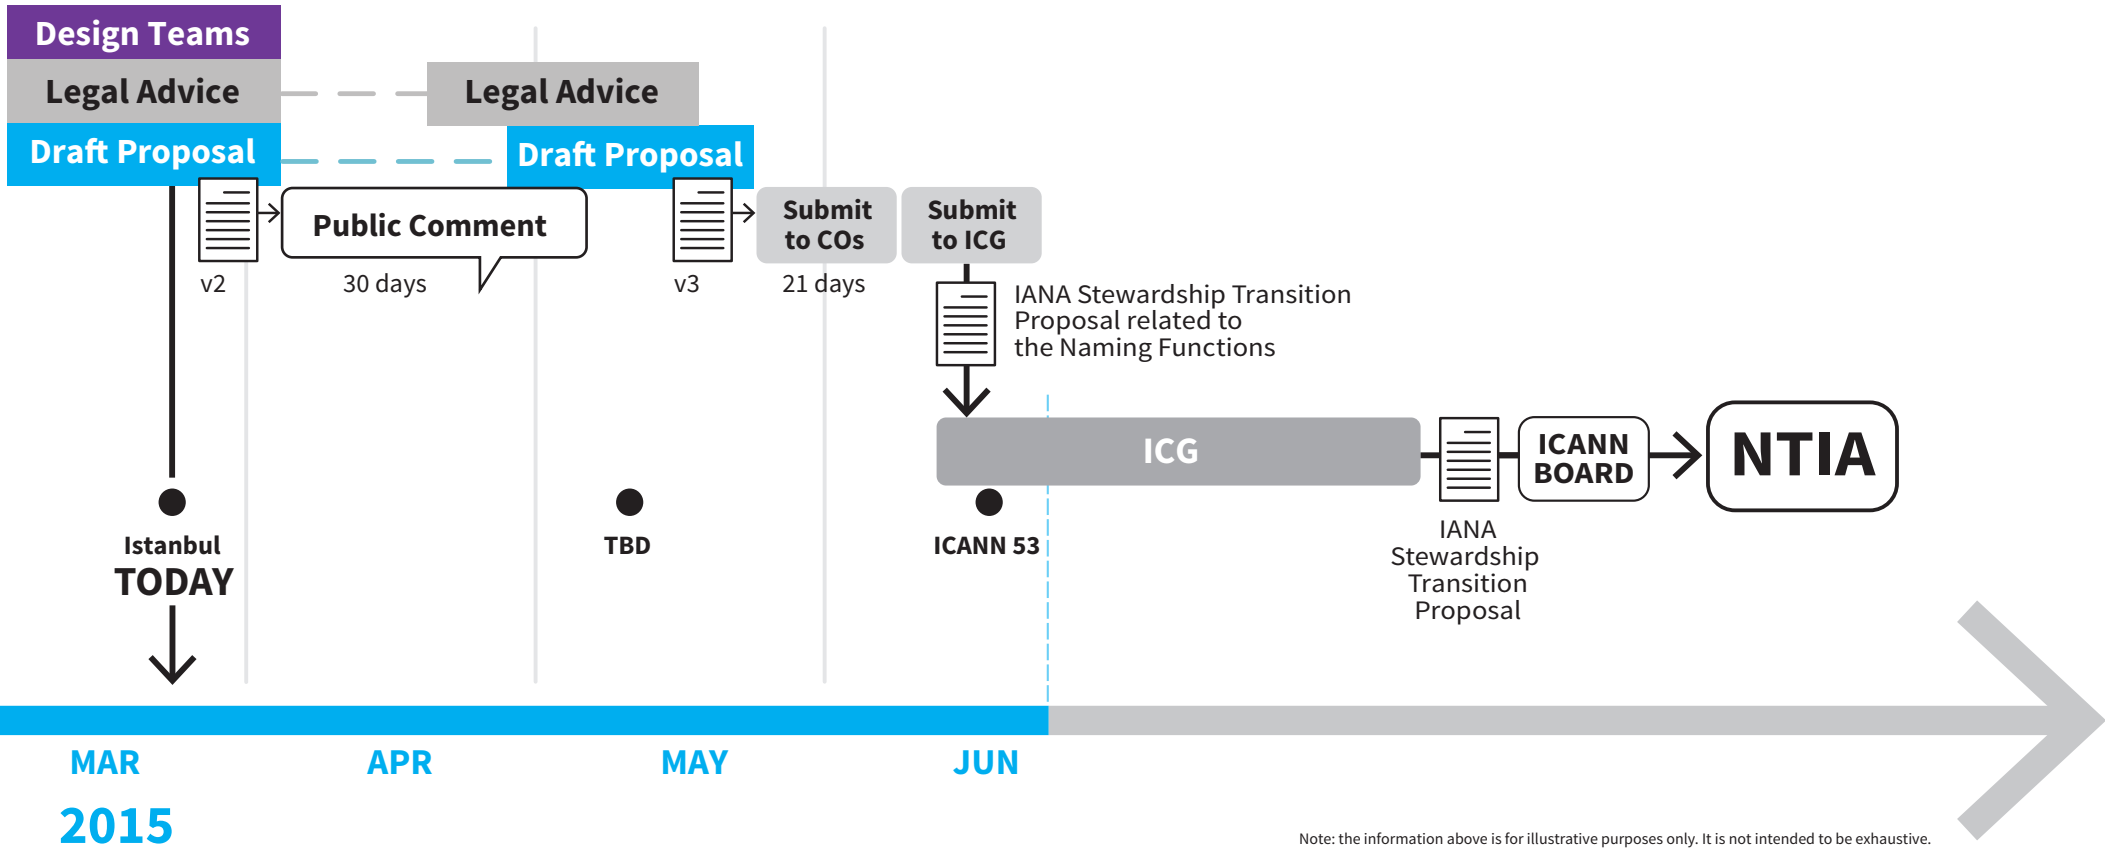 Design Teams
Legal Advice
Legal Advice
Draft Proposal
Draft Proposal
Public Comment
Submit
to COs
Submit
to ICG
v2
30 days
v3
21 days
IANA Stewardship Transition
Proposal related to
the Naming Functions
ICG
ICANN
BOARD
NTIA
IANA
Stewardship
Transition
Proposal
Istanbul
TODAY
TBD
ICANN 53
MAR
APR
MAY
JUN
2015
Note: the information above is for illustrative purposes only. It is not intended to be exhaustive.